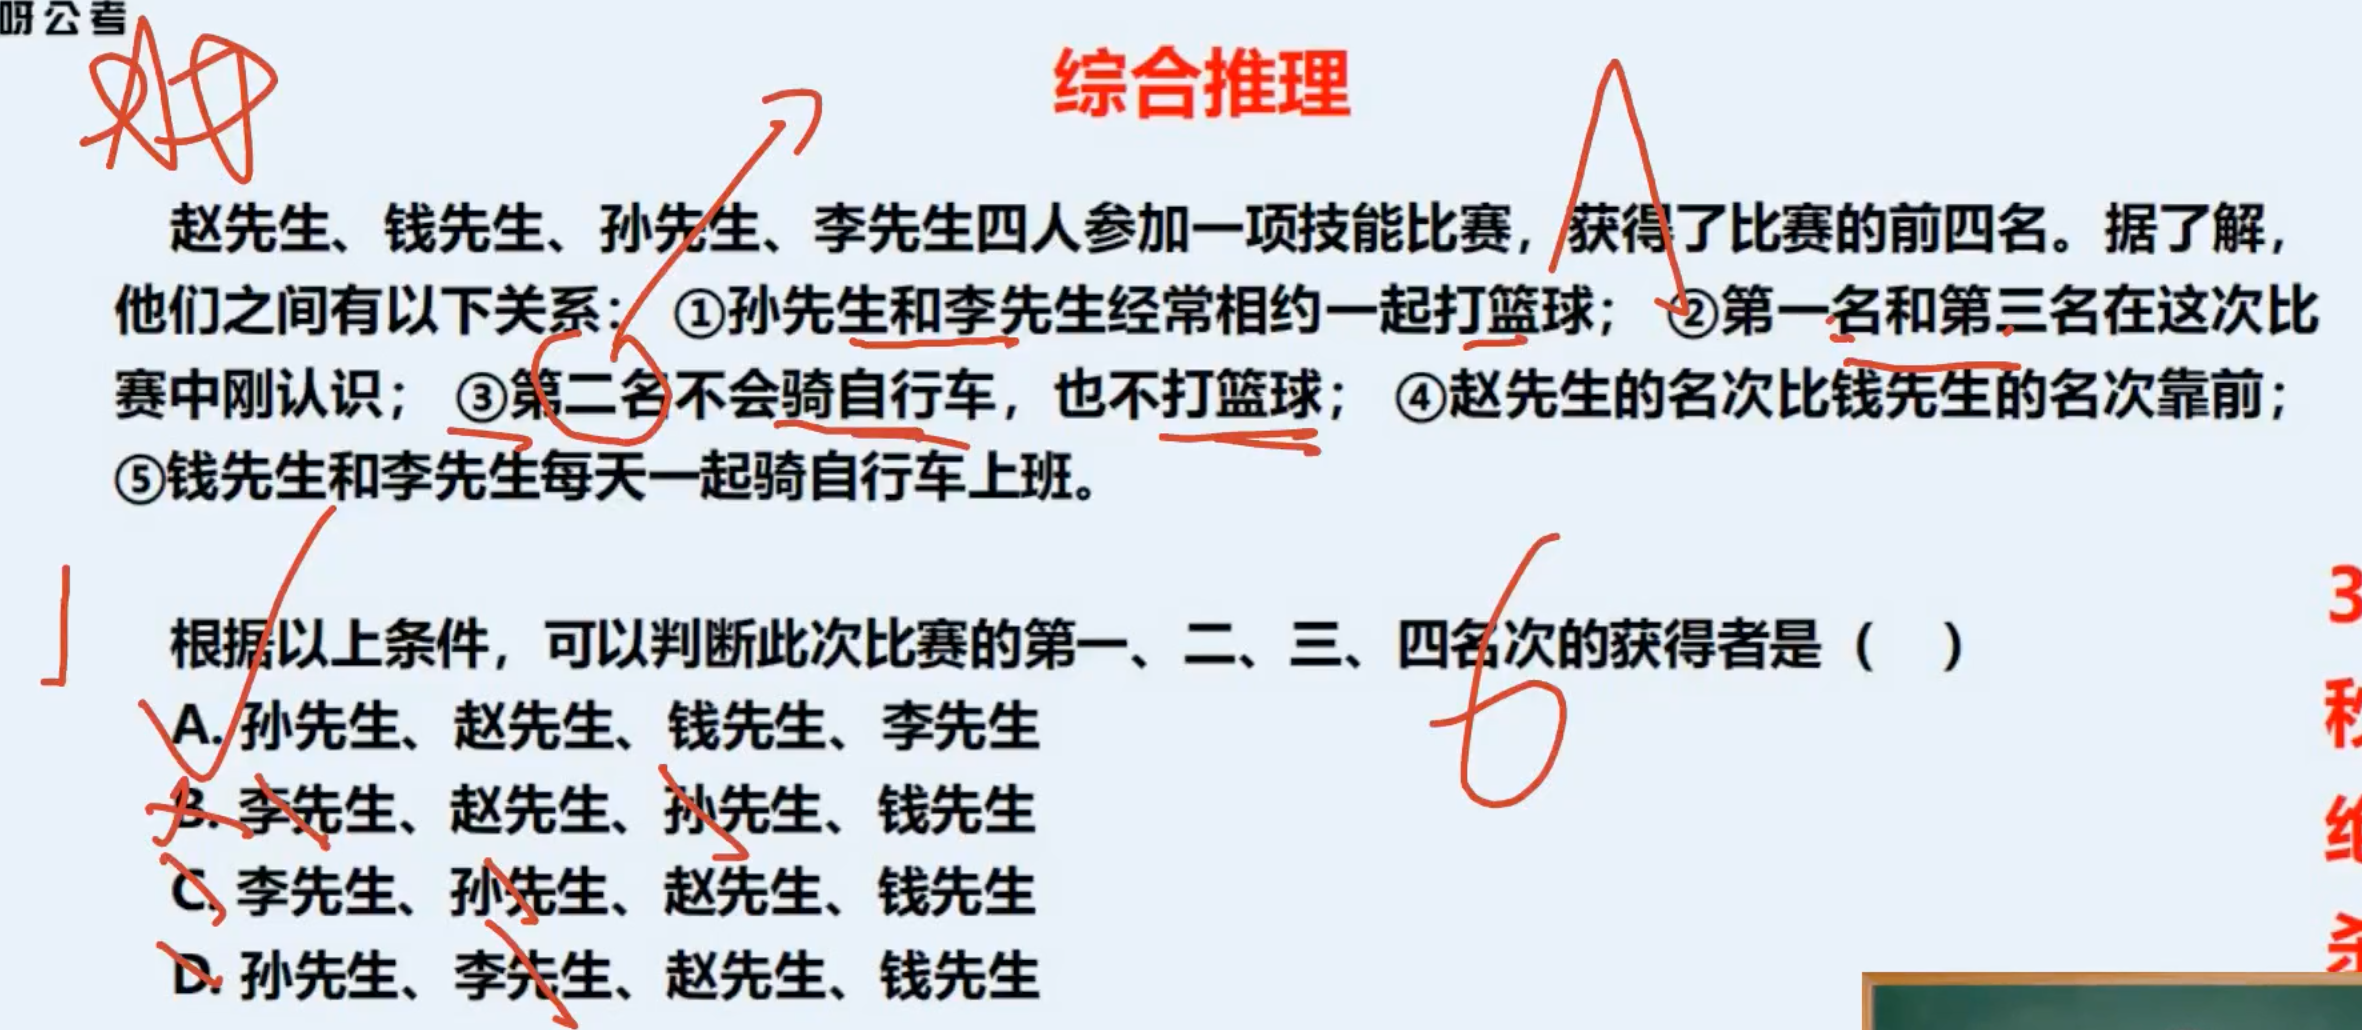 呀公考
综合推理
赵先生、钱先生、孙先生、李先生四人参加一项技能比赛，获得了比赛的前四名。据了解，
他们之间有以下关系：①孙先生和李先生经常相约一起打篮球；②第一名和第三名在这次比
赛中刚认识；③第二名不会骑自行车，也不打篮球；④赵先生的名次比钱先生的名次靠前；
⑤钱先生和李先生每天一起骑自行车上班。
根据以上条件，可以判断此次比赛的第一、二、三、四名次的获得者是（ ）
A. 孙先生、赵先生、钱先生、李先生
B. 李先生、赵先生、孙先生、钱先生
C. 李先生、孙先生、赵先生、钱先生
D. 孙先生、李先生、赵先生、钱先生
3
秒
绝
杀